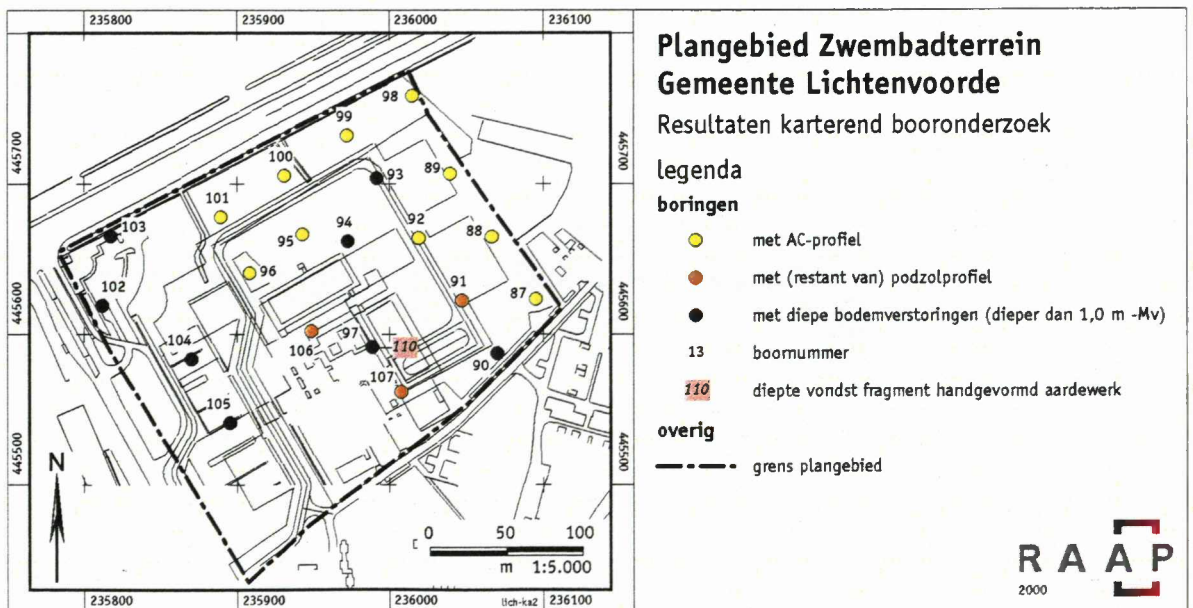 235800 235900 236000 236100
445700
445600
445500
98
99
100
101
93
89
103
94
92
88
95
96
102
91
87
104
106
97
110
90
107
105
N
0 50 100
m 1:5.000
445700
445600
445500
235800 235900 236000 lich-ka2 236100
Plangebied Zwembadterrein
Gemeente Lichtenvoorde
Resultaten karterend booronderzoek
legenda
boringen
met AC-profiel
met (restant van) podzolprofiel
met diepe bodemverstoringen (dieper dan 1,0 m -Mv)
13 boornummer
110 diepte vondst fragment handgevormd aardewerk
overig
grens plangebied
RAAP
2000